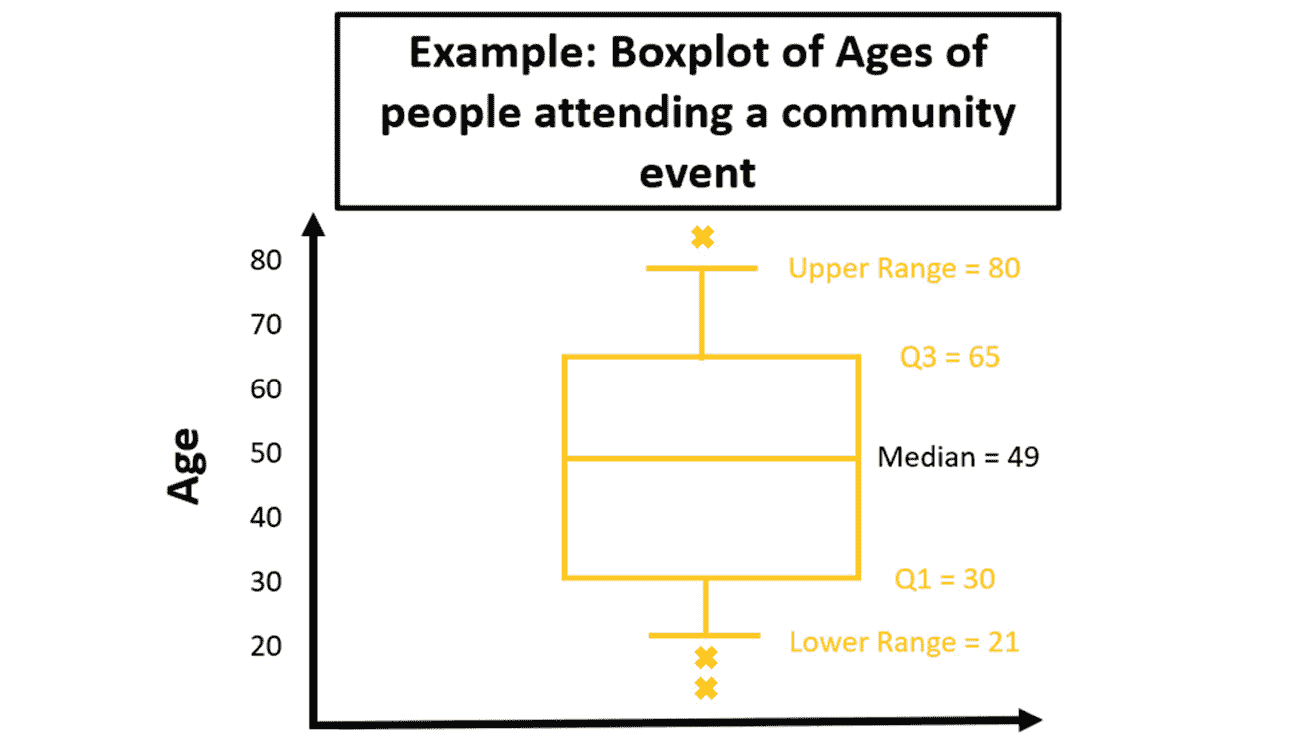 Example: Boxplot of Ages of
people attending a community
event
80
70
60
50
40
30
20
Age
Upper Range = 80
Q3 = 65
Median = 49
Q1 = 30
Lower Range = 21